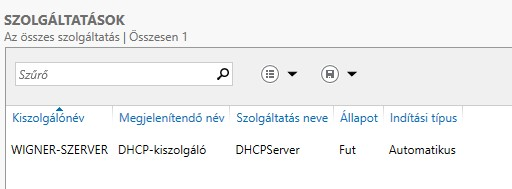 SZOLGÁLTATÁSOK
Az összes szolgáltatás | Összesen 1
Szűrő
Kiszolgálónév Megjelenítendő név Szolgáltatás neve Állapot Indítási típus
WIGNER-SZERVER DHCP-kiszolgáló DHCPServer Fut Automatikus